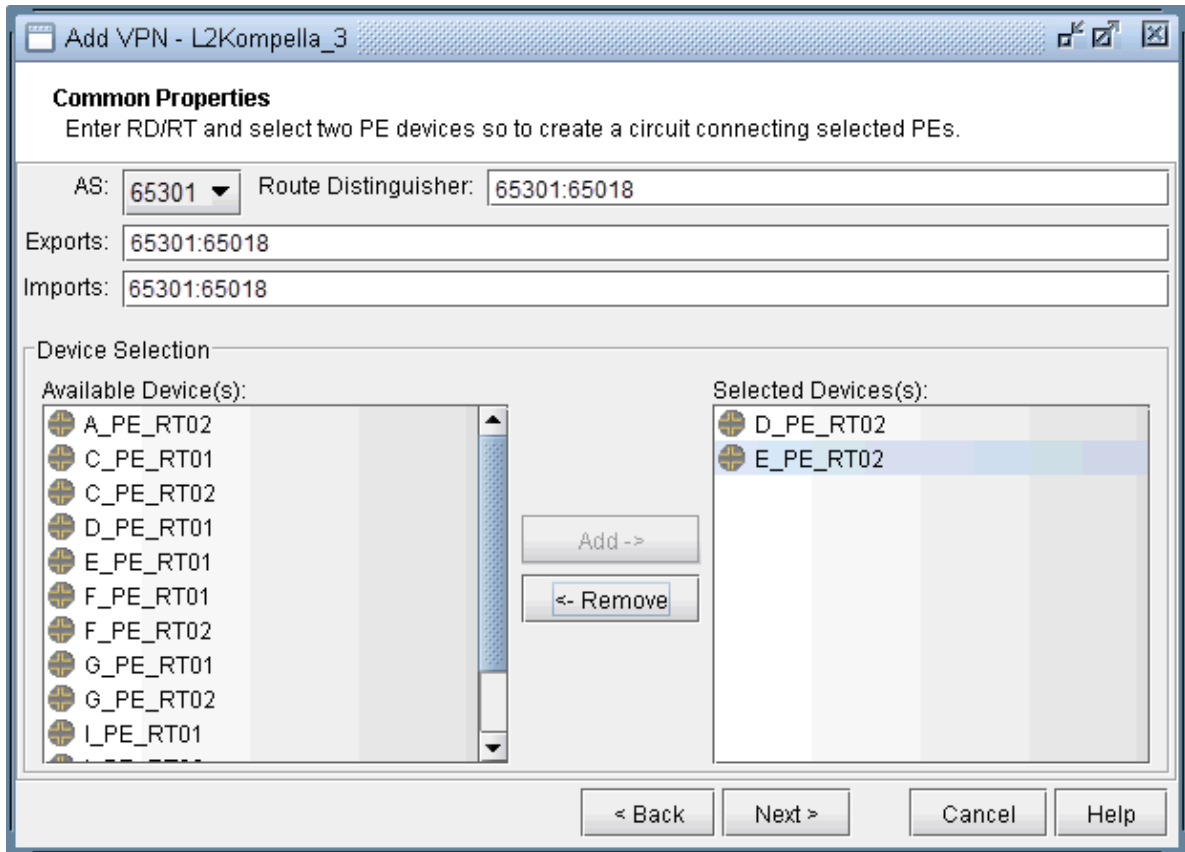 Add VPN - L2Kompella_3
Common Properties
Enter RD/RT and select two PE devices so to create a circuit connecting selected PEs.
AS: 65301 Route Distinguisher: 65301:65018
Exports: 65301:65018
Imports: 65301:65018
Device Selection
Available Device(s):
A_PE_RT02
C_PE_RT01
C_PE_RT02
D_PE_RT01
E_PE_RT01
F_PE_RT01
F_PE_RT02
G_PE_RT01
G_PE_RT02
I_PE_RT01
Add ->
<- Remove
Selected Devices(s):
D_PE_RT02
E_PE_RT02
< Back Next > Cancel Help